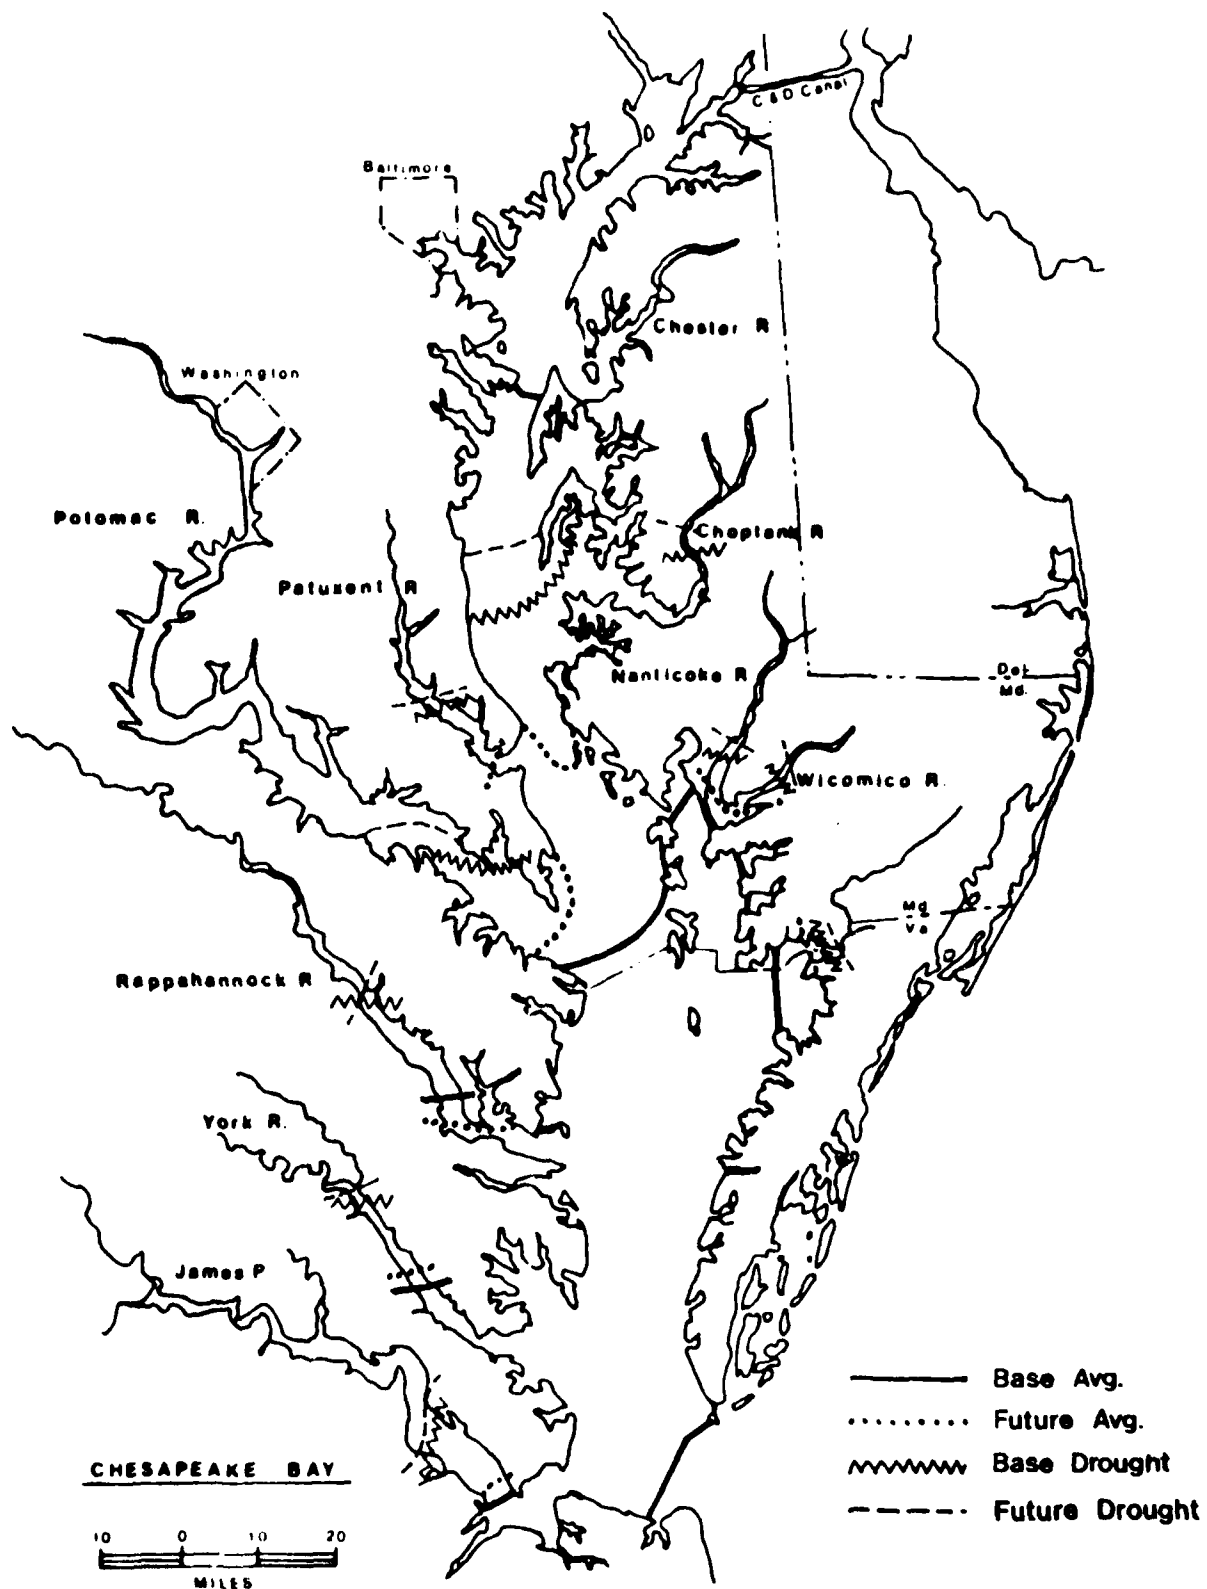 C & D Canal
Baltimore
Chester R
Washington
Potomac R.
Choptank R
Patuxent R
Nanticoke R
Del
Md.
Wicomico R.
Md
Va
Rappahannock R
York R.
James R
Base Avg.
Future Avg.
Base Drought
Future Drought
CHESAPEAKE BAY
10 0 10 20
MILES